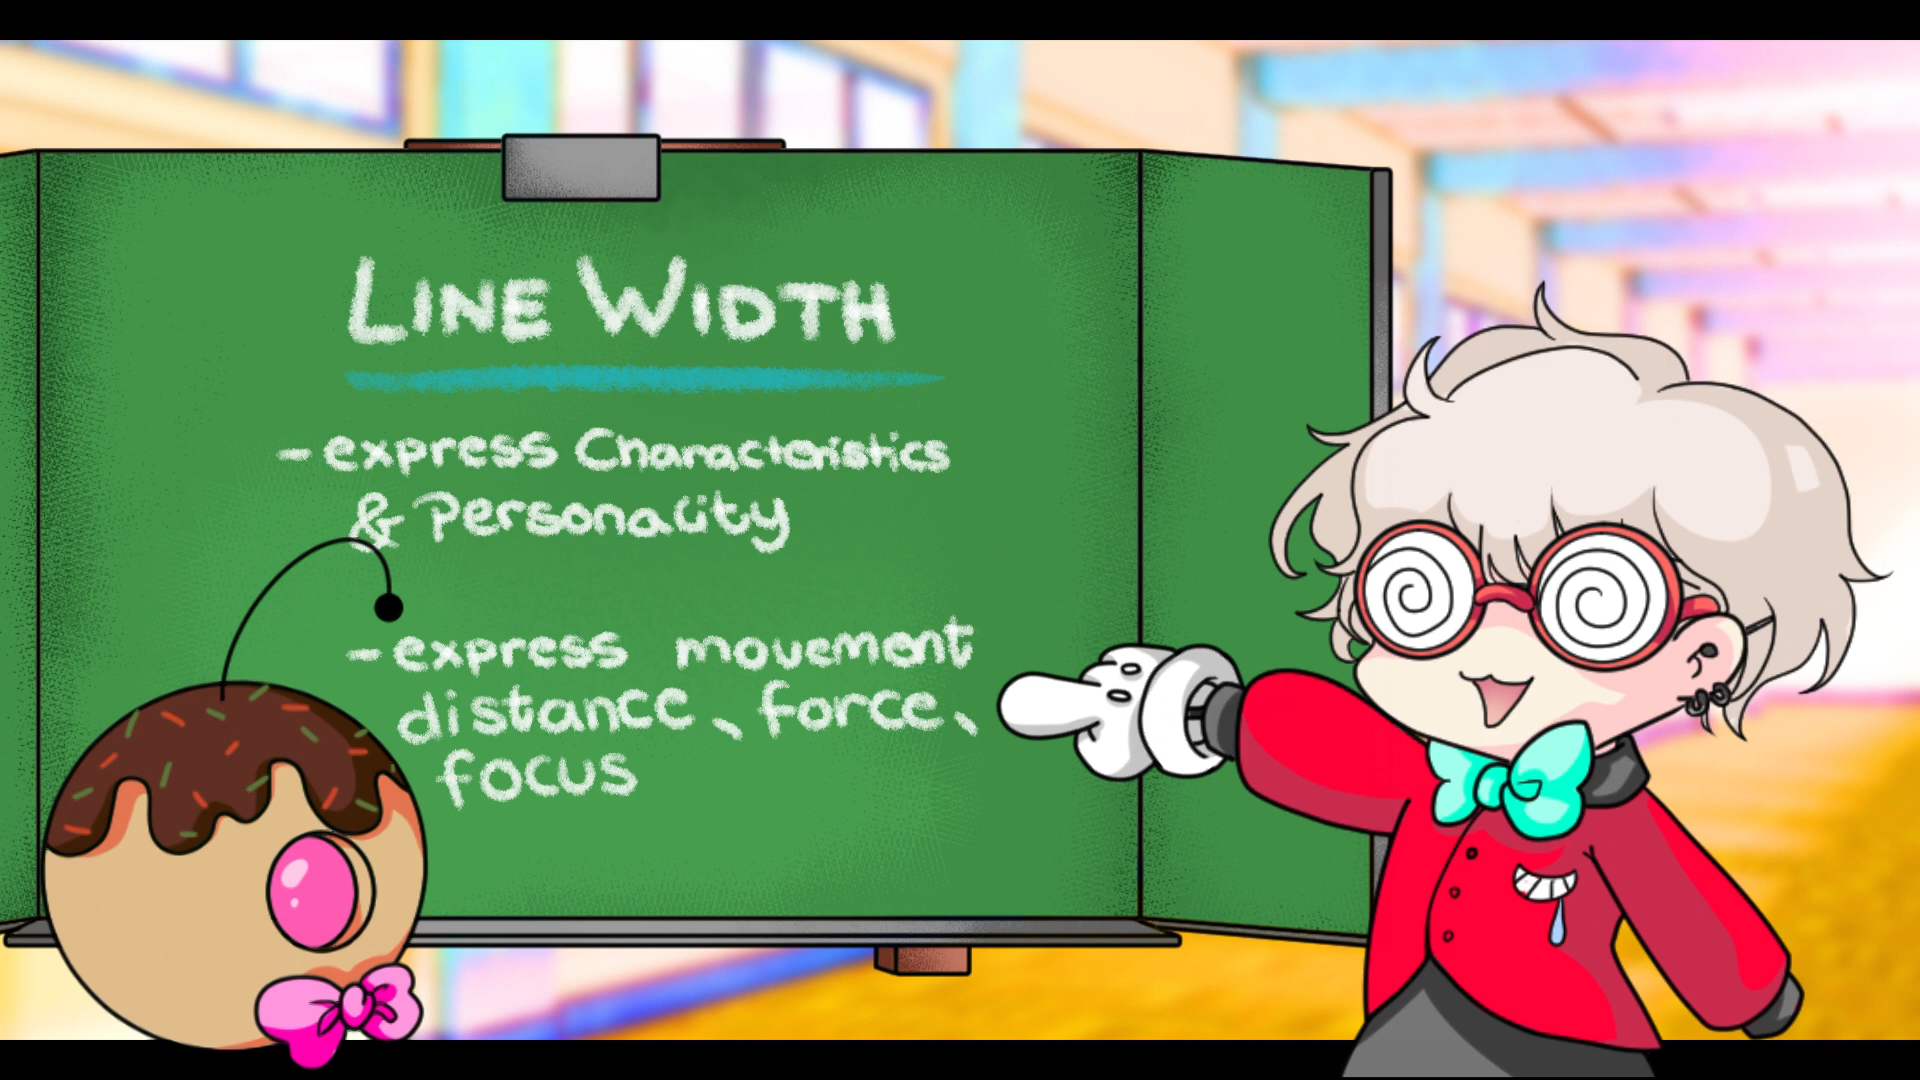 LINE WIDTH
- express Characteristics
& Personality
- express movement
distance, force,
focus